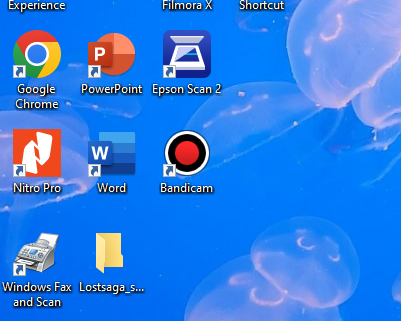 Experience
Filmora X
Shortcut
Google
Chrome
PowerPoint
Epson Scan 2
Nitro Pro
Word
Bandicam
Windows Fax
and Scan
Lostsaga_s...